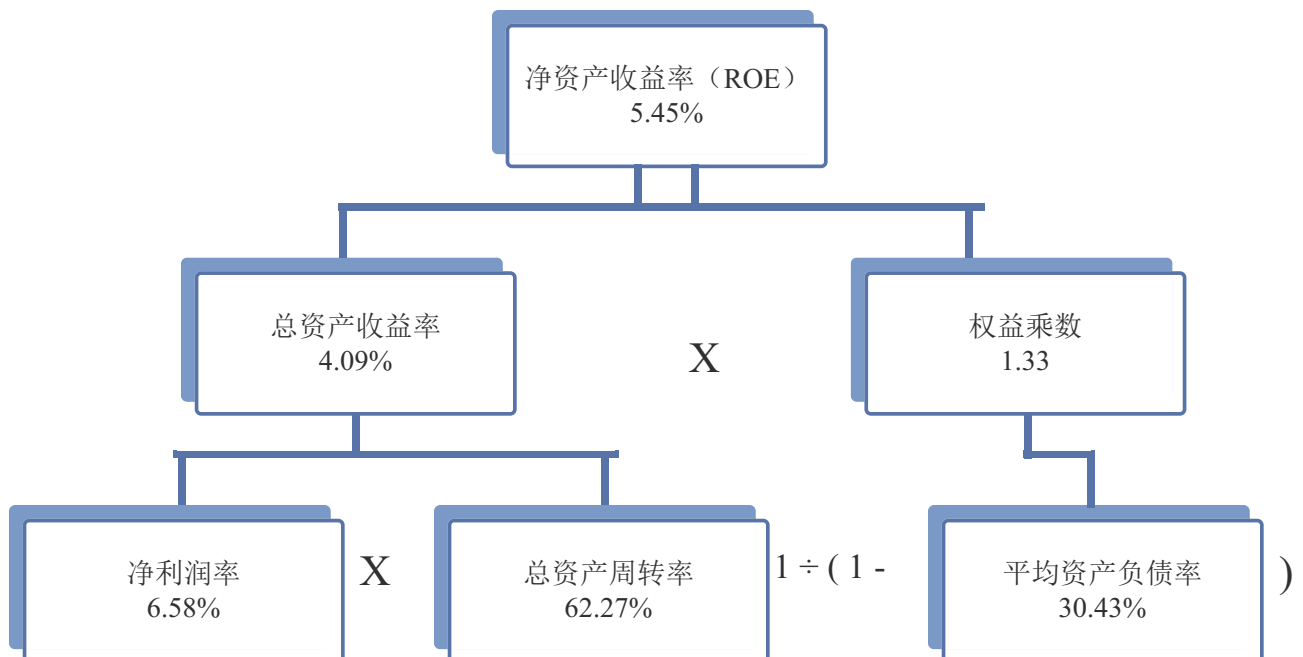 净资产收益率（ROE）
5.45%
总资产收益率
4.09%
X
权益乘数
1.33
净利润率
6.58%
X
总资产周转率
62.27%
1 ÷ ( 1 -
平均资产负债率
30.43%
)